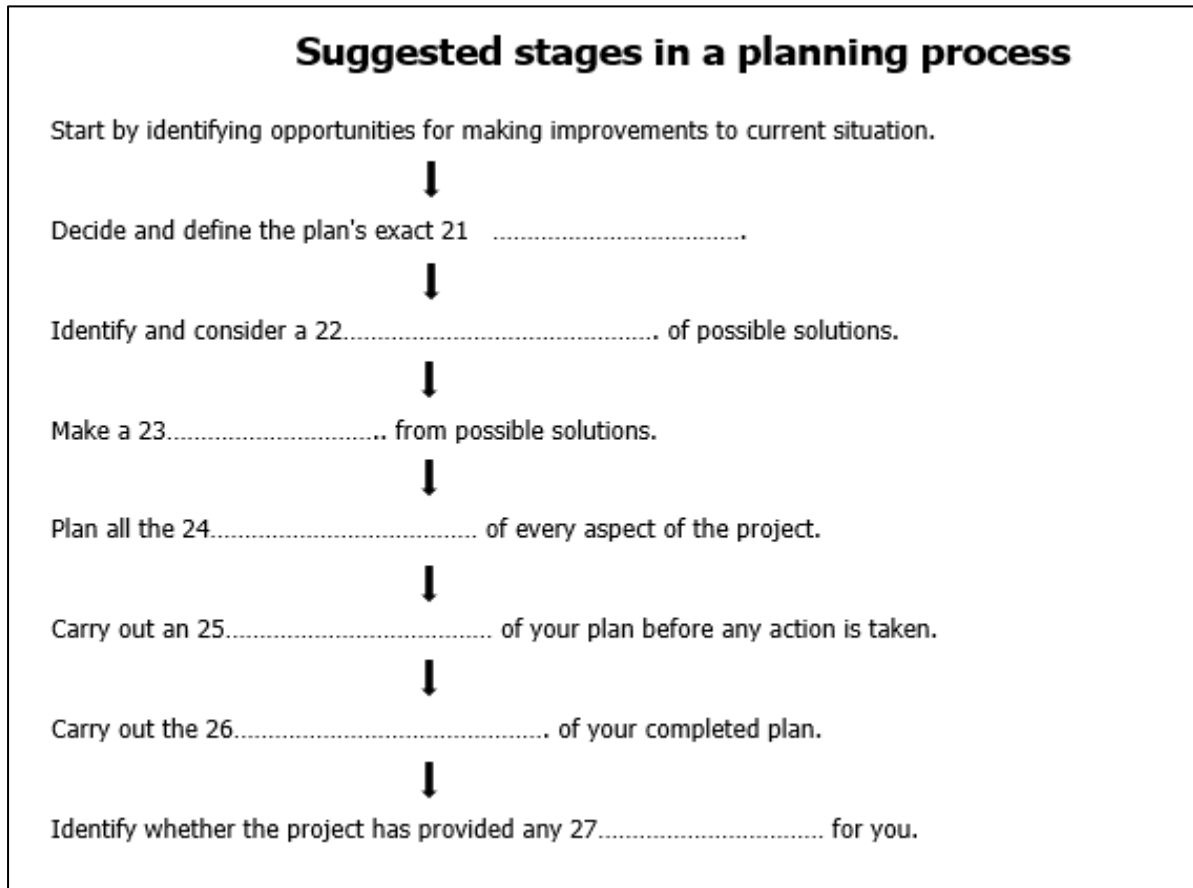 Suggested stages in a planning process
Start by identifying opportunities for making improvements to current situation.
Decide and define the plan's exact 21 ......................................
Identify and consider a 22............................................... of possible solutions.
Make a 23................................. from possible solutions.
Plan all the 24........................................ of every aspect of the project.
Carry out an 25........................................ of your plan before any action is taken.
Carry out the 26............................................... of your completed plan.
Identify whether the project has provided any 27.................................. for you.